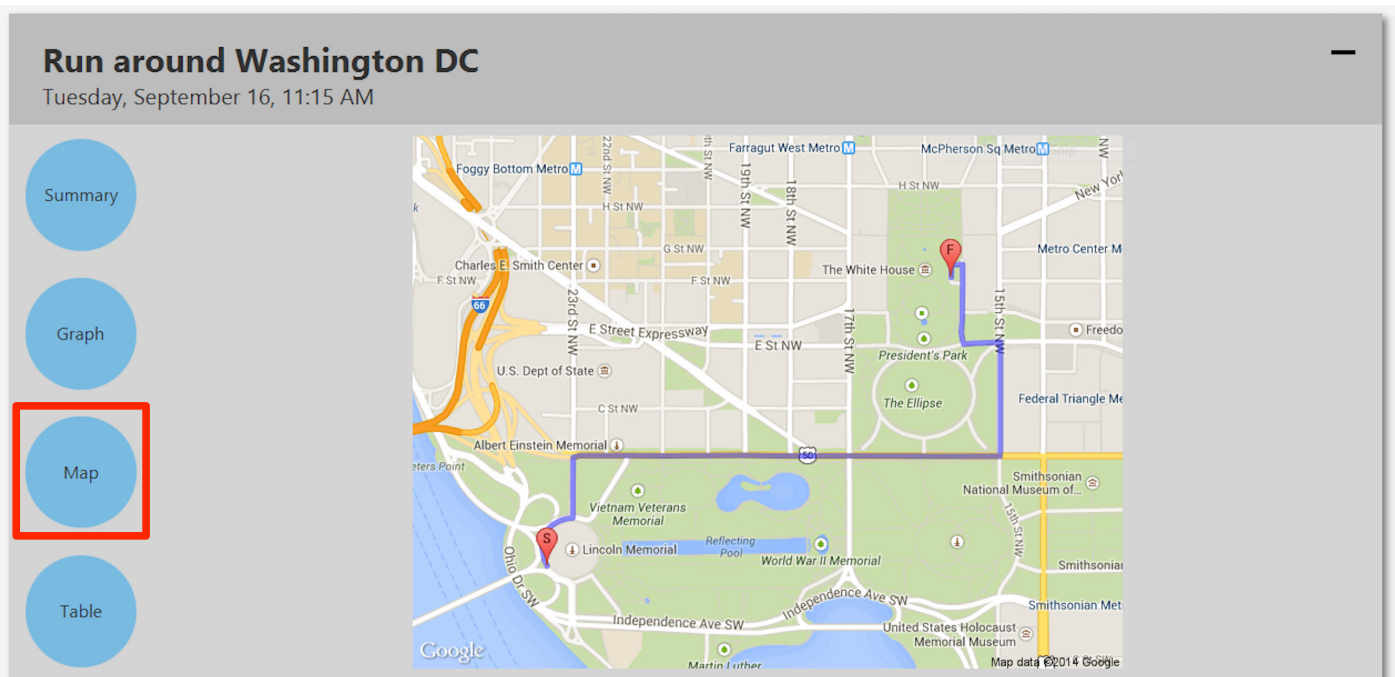 Run around Washington DC
Tuesday, September 16, 11:15 AM
Summary
Graph
Map
Table
Farragut West Metro M
McPherson Sq Metro M
Foggy Bottom Metro M
22nd St NW
19th St NW
18th St NW
NW
New York
H St NW
H St NW
G St NW
Metro Center M
F
Charles E. Smith Center
The White House
F St NW
F St NW
66
23rd St NW
17th St NW
15th St NW
E Street Expressway
E St NW
Freedo
President's Park
U.S. Dept of State
The Ellipse
Federal Triangle Me
C St NW
Albert Einstein Memorial
50
eters Point
Smithsonian
National Museum of...
Vietnam Veterans
Memorial
15th St NW
S
Lincoln Memorial
Reflecting
Pool
World War II Memorial
Ohio Dr SW
Smithsonian
Independence Ave SW
Smithsonian Met
Independence Ave SW
United States Holocaust
Memorial Museum
Google
Martin Luther
Map data ©2014 Google